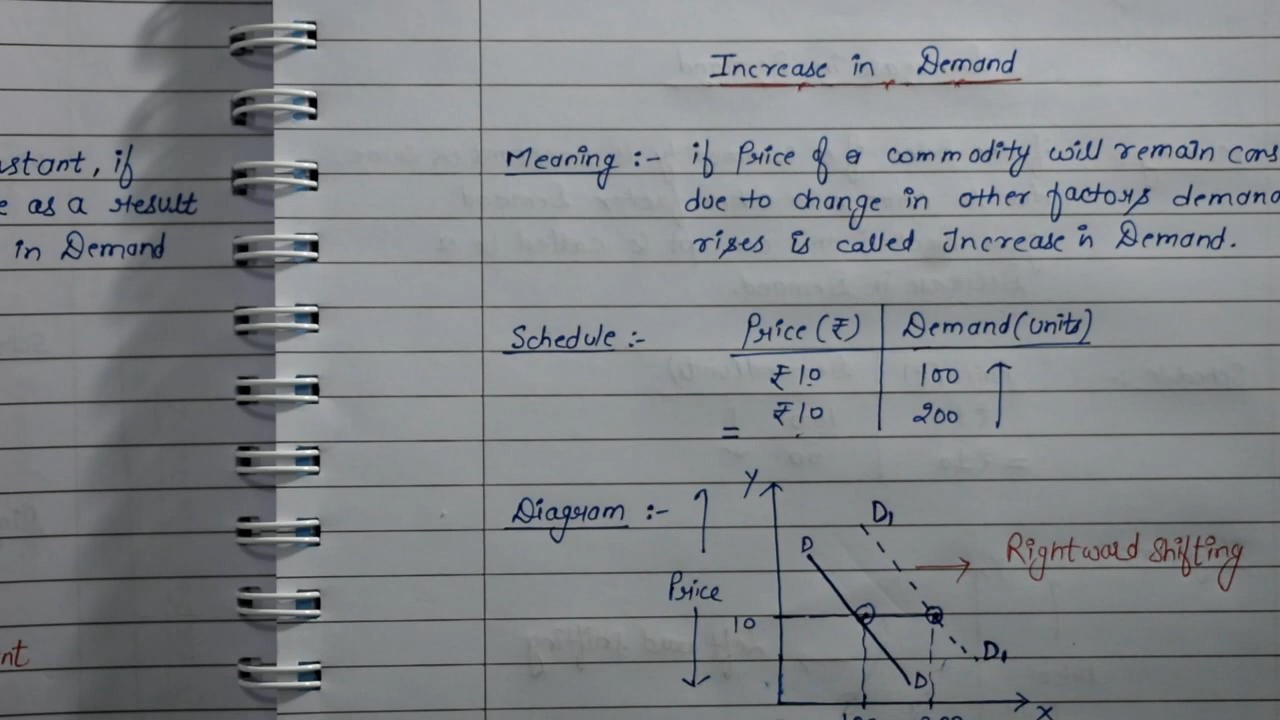 stant, if
e as a result
in Demand
nt
Increase in Demand
Meaning :- if Price of a commodity will remain cons
due to change in other factors demand
rises is called Increase in Demand.
Schedule :- Price (₹) Demand (units)
₹10 100
= ₹10 200
Diagram :-
Y
D₁
D
Rightward Shifting
Price
10
D₁
D
X